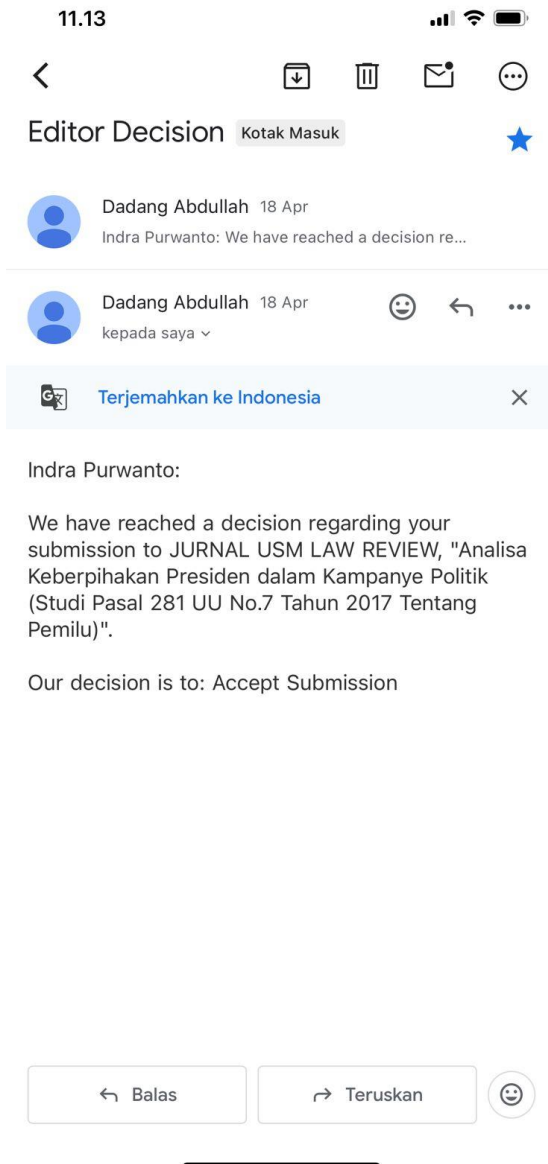 11.13
Editor Decision Kotak Masuk
Dadang Abdullah 18 Apr
Indra Purwanto: We have reached a decision re...
Dadang Abdullah 18 Apr
kepada saya
Terjemahkan ke Indonesia
Indra Purwanto:
We have reached a decision regarding your
submission to JURNAL USM LAW REVIEW, "Analisa
Keberpihakan Presiden dalam Kampanye Politik
(Studi Pasal 281 UU No.7 Tahun 2017 Tentang
Pemilu)".
Our decision is to: Accept Submission
Balas
Teruskan